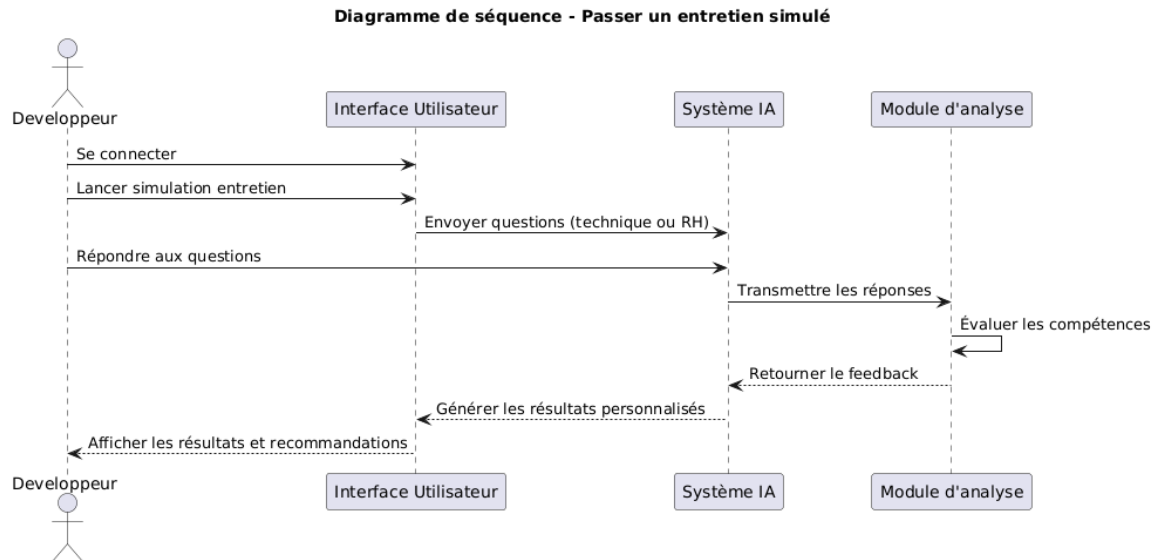 Diagramme de séquence - Passer un entretien simulé
Developpeur
Interface Utilisateur
Système IA
Module d'analyse
Se connecter
Lancer simulation entretien
Envoyer questions (technique ou RH)
Répondre aux questions
Transmettre les réponses
Évaluer les compétences
Retourner le feedback
Générer les résultats personnalisés
Afficher les résultats et recommandations
Developpeur
Interface Utilisateur
Système IA
Module d'analyse